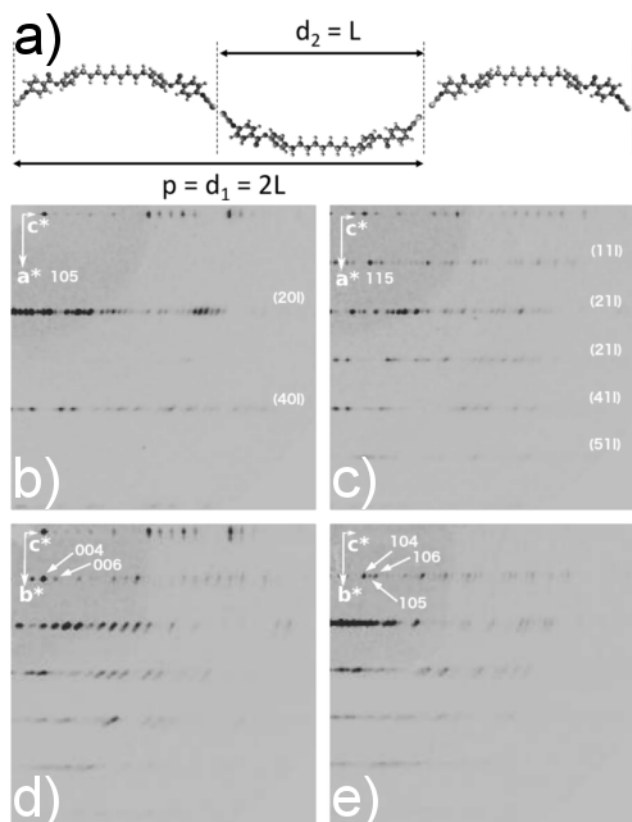 a)
d₂ = L
p = d₁ = 2L
c*
a* 105
(20l)
(40l)
b)
c*
a* 115
(11l)
(21l)
(21l)
(41l)
(51l)
c)
c*
004
006
b*
d)
c*
104
106
105
b*
e)